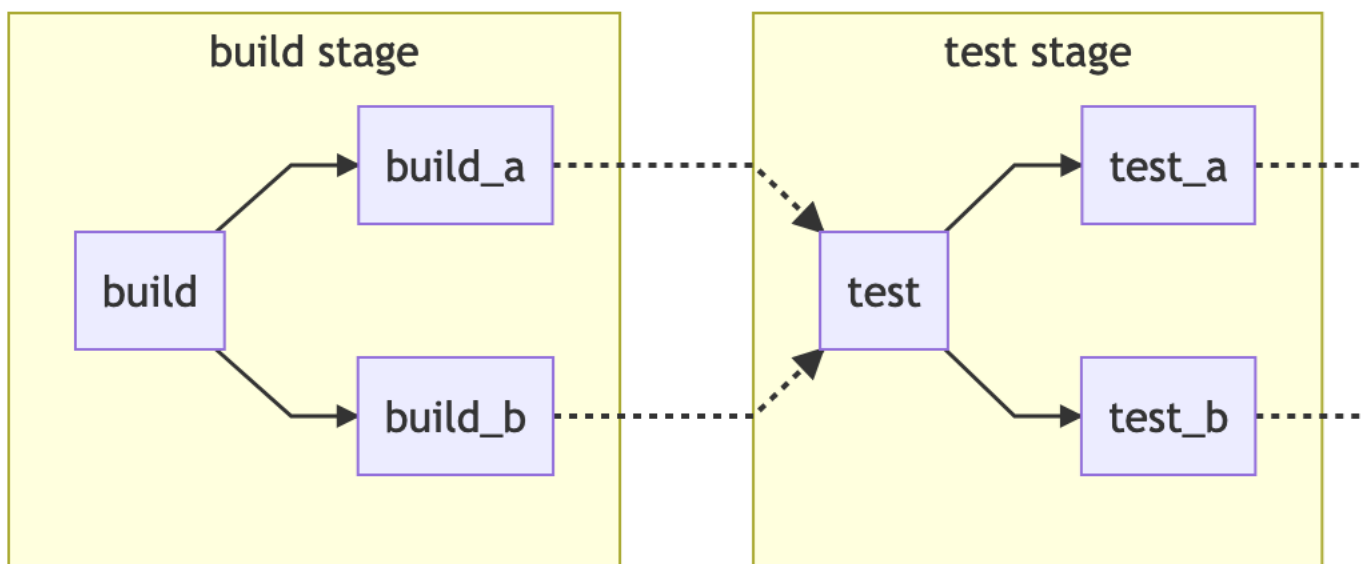 build stage
test stage
build_a
test_a
build
test
build_b
test_b